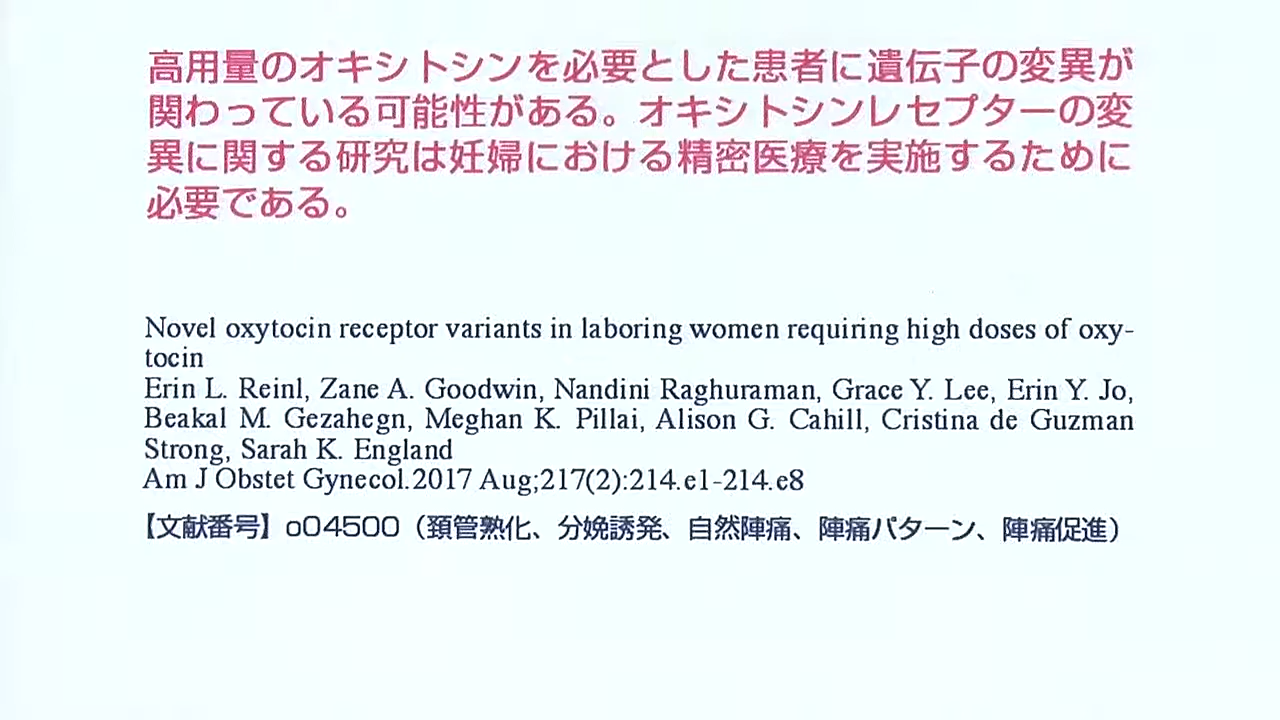 高用量のオキシトシンを必要とした患者に遺伝子の変異が
関わっている可能性がある。オキシトシンレセプターの変
異に関する研究は妊婦における精密医療を実施するために
必要である。
Novel oxytocin receptor variants in laboring women requiring high doses of oxy-
tocin
Erin L. Reinl, Zane A. Goodwin, Nandini Raghuraman, Grace Y. Lee, Erin Y. Jo,
Beakal M. Gezahegn, Meghan K. Pillai, Alison G. Cahill, Cristina de Guzman
Strong, Sarah K. England
Am J Obstet Gynecol.2017 Aug;217(2):214.e1-214.e8
【文献番号】o04500（頚管熟化、分娩誘発、自然陣痛、陣痛パターン、陣痛促進）